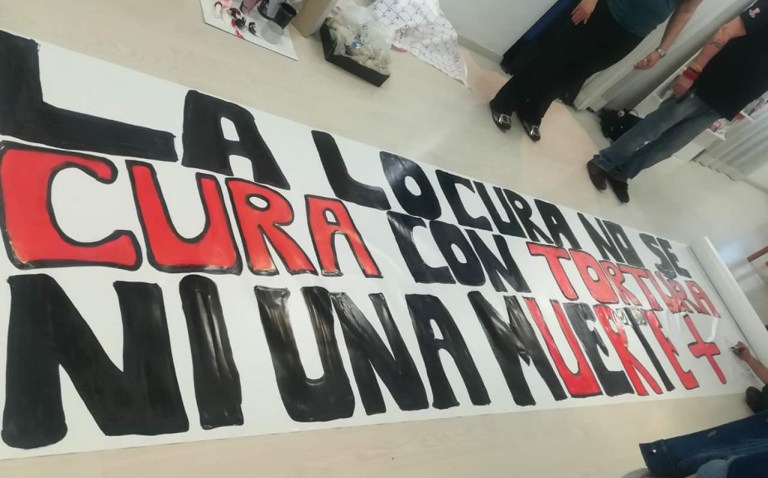 LA LOCURA NO SE
CURA CON TORTURA
NI UNA MUERTE +